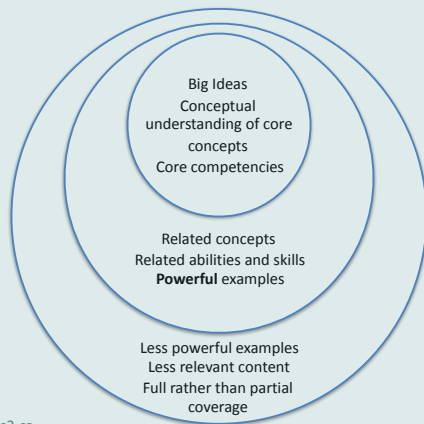 Big Ideas
Conceptual
understanding of core
concepts
Core competencies
Related concepts
Related abilities and skills
Powerful examples
Less powerful examples
Less relevant content
Full rather than partial
coverage